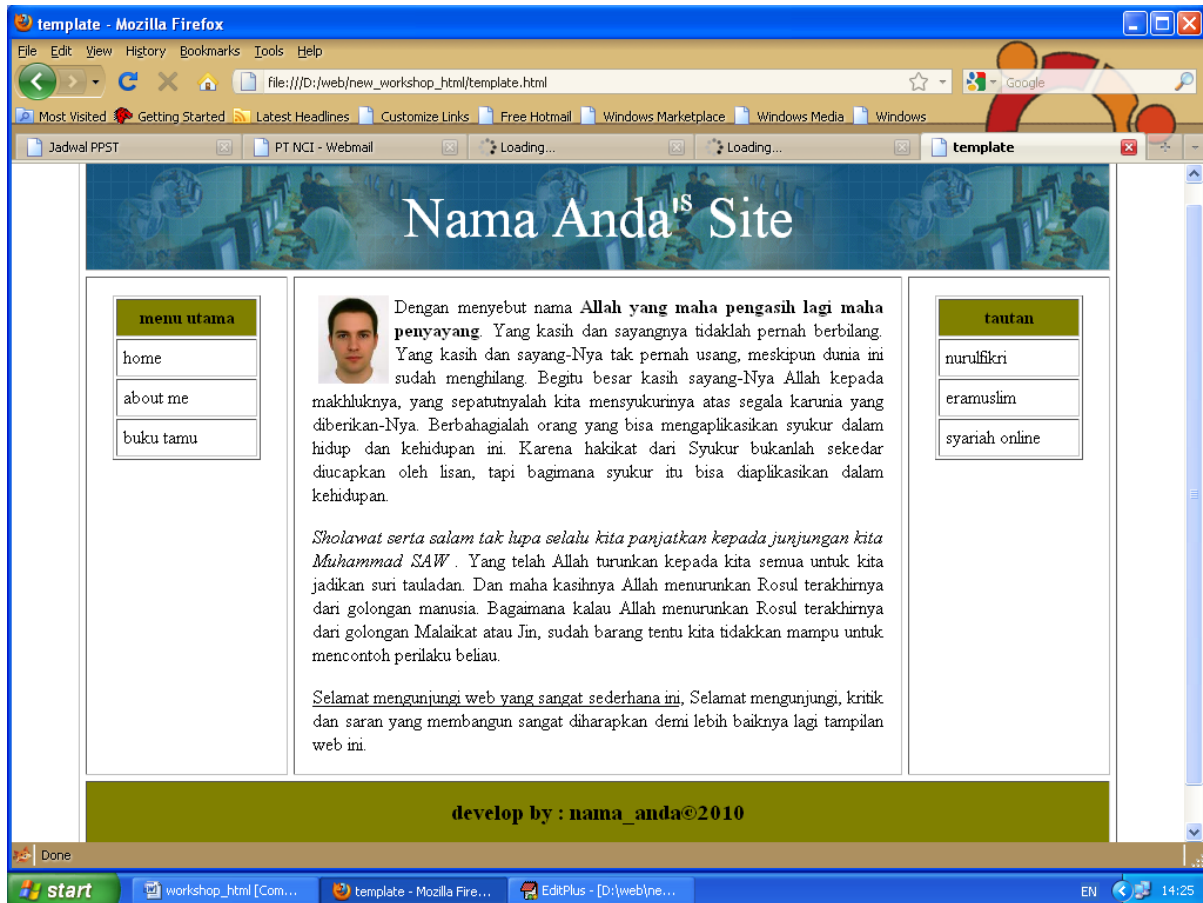 template - Mozilla Firefox
File Edit View History Bookmarks Tools Help
file:///D:/web/new_workshop_html/template.html
Google
Most Visited Getting Started Latest Headlines Customize Links Free Hotmail Windows Marketplace Windows Media Windows
Jadwal PPST PT NCI - Webmail Loading... Loading... template
Nama Anda's Site
menu utama
home
about me
buku tamu
Dengan menyebut nama Allah yang maha pengasih lagi maha
penyayang. Yang kasih dan sayangnya tidaklah pernah berbilang.
Yang kasih dan sayang-Nya tak pernah usang, meskipun dunia ini
sudah menghilang. Begitu besar kasih sayang-Nya Allah kepada
makhluknya, yang sepatutnyalah kita mensyukurinya atas segala karunia yang
diberikan-Nya. Berbahagialah orang yang bisa mengaplikasikan syukur dalam
hidup dan kehidupan ini. Karena hakikat dari Syukur bukanlah sekedar
diucapkan oleh lisan, tapi bagimana syukur itu bisa diaplikasikan dalam
kehidupan.
Sholawat serta salam tak lupa selalu kita panjatkan kepada junjungan kita
Muhammad SAW . Yang telah Allah turunkan kepada kita semua untuk kita
jadikan suri tauladan. Dan maha kasihnya Allah menurunkan Rosul terakhirnya
dari golongan manusia. Bagaimana kalau Allah menurunkan Rosul terakhirnya
dari golongan Malaikat atau Jin, sudah barang tentu kita tidakkan mampu untuk
mencontoh perilaku beliau.
Selamat mengunjungi web yang sangat sederhana ini, Selamat mengunjungi, kritik
dan saran yang membangun sangat diharapkan demi lebih baiknya lagi tampilan
web ini.
tautan
nurulfikri
eramuslim
syariah online
develop by : nama_anda©2010
Done
start workshop_html [Com... template - Mozilla Fire... EditPlus - [D:\web\ne... EN 14:25